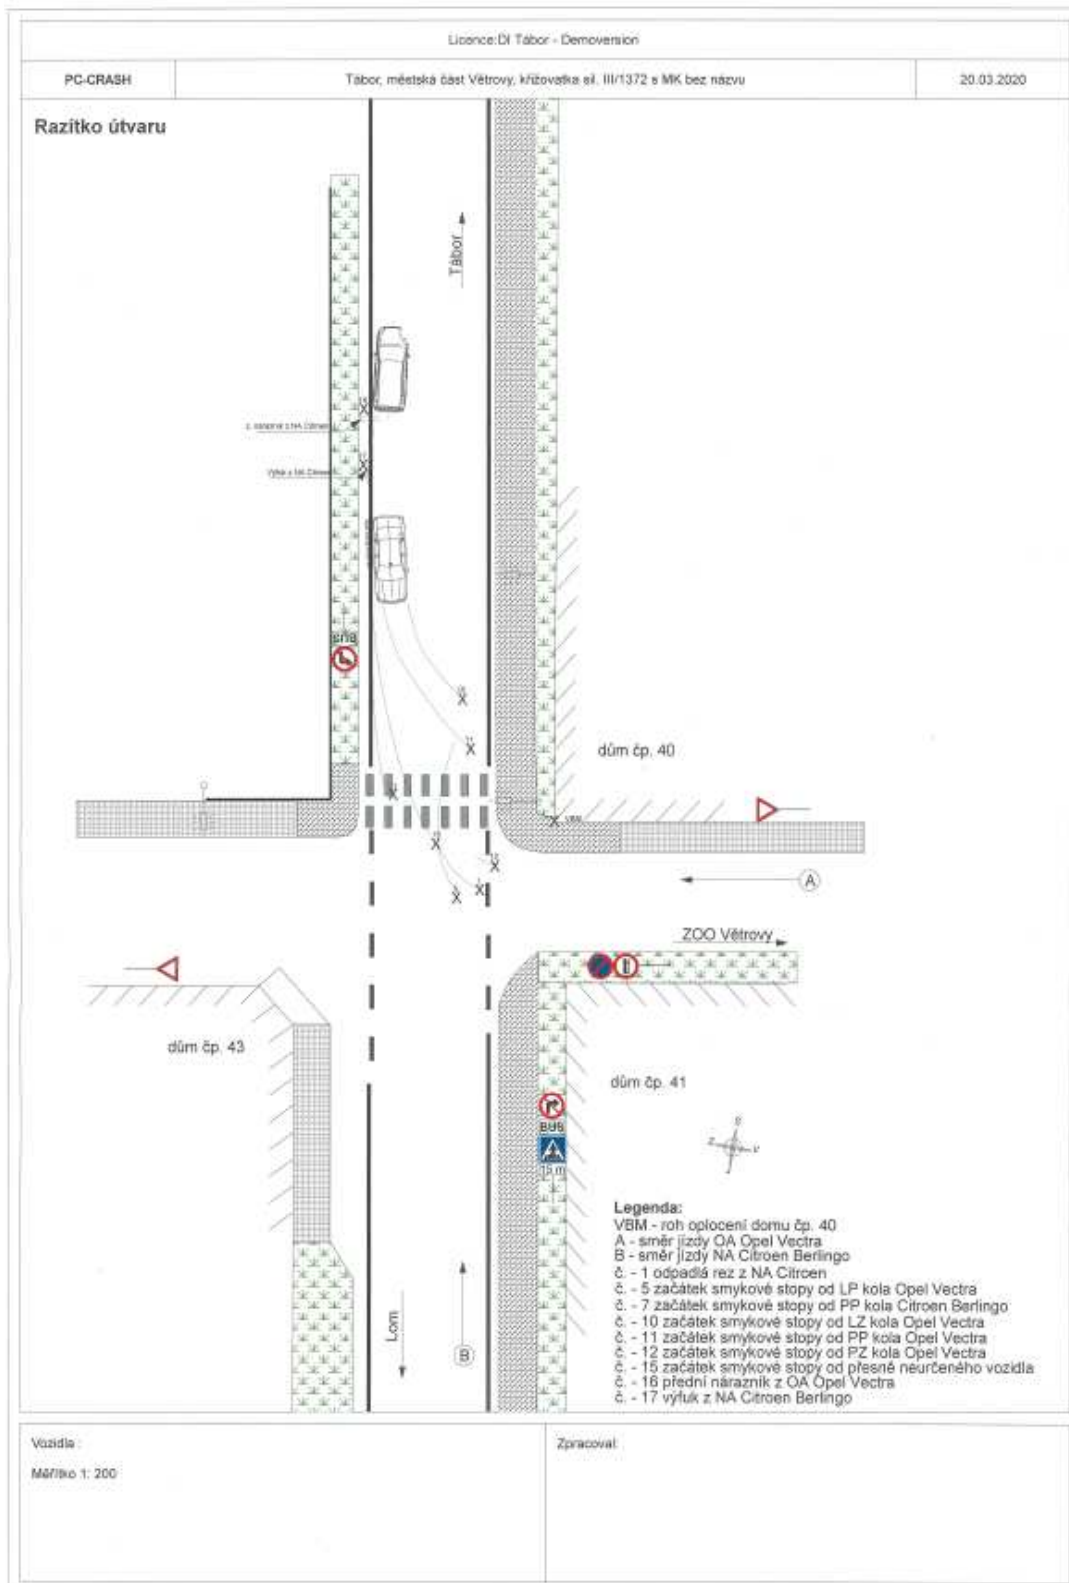 Licence:DI Tábor - Demoversion
PC-CRASH
Tábor, městská část Větrovy, křižovatka sil. III/1372 s MK bez názvu
20.03.2020
Razítko útvaru
Tábor
BUS
dům čp. 40
VBM
A
ZOO Větrovy
dům čp. 43
dům čp. 41
BUS
15 m
Lom
B
Legenda:
VBM - roh oplocení domu čp. 40
A - směr jízdy OA Opel Vectra
B - směr jízdy NA Citroen Berlingo
č. - 1 odpadlá rez z NA Citroen
č. - 5 začátek smykové stopy od LP kola Opel Vectra
č. - 7 začátek smykové stopy od PP kola Citroen Berlingo
č. - 10 začátek smykové stopy od LZ kola Opel Vectra
č. - 11 začátek smykové stopy od PP kola Opel Vectra
č. - 12 začátek smykové stopy od PZ kola Opel Vectra
č. - 15 začátek smykové stopy od přesně neurčeného vozidla
č. - 16 přední nárazník z OA Opel Vectra
č. - 17 výfuk z NA Citroen Berlingo
Vozidla :
Měřítko 1: 200
Zpracoval: